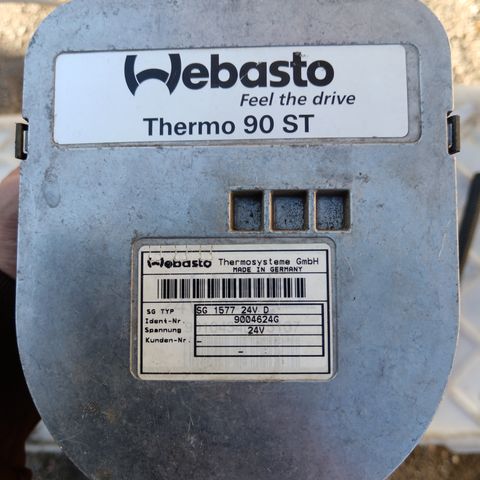 Webasto
Feel the drive
Thermo 90 ST
Webasto Thermosysteme GmbH
MADE IN GERMANY
SG TYP SG 1577 24V D
Ident-Nr. 9004624G
Spannung 24V
Kunden-Nr. -
-